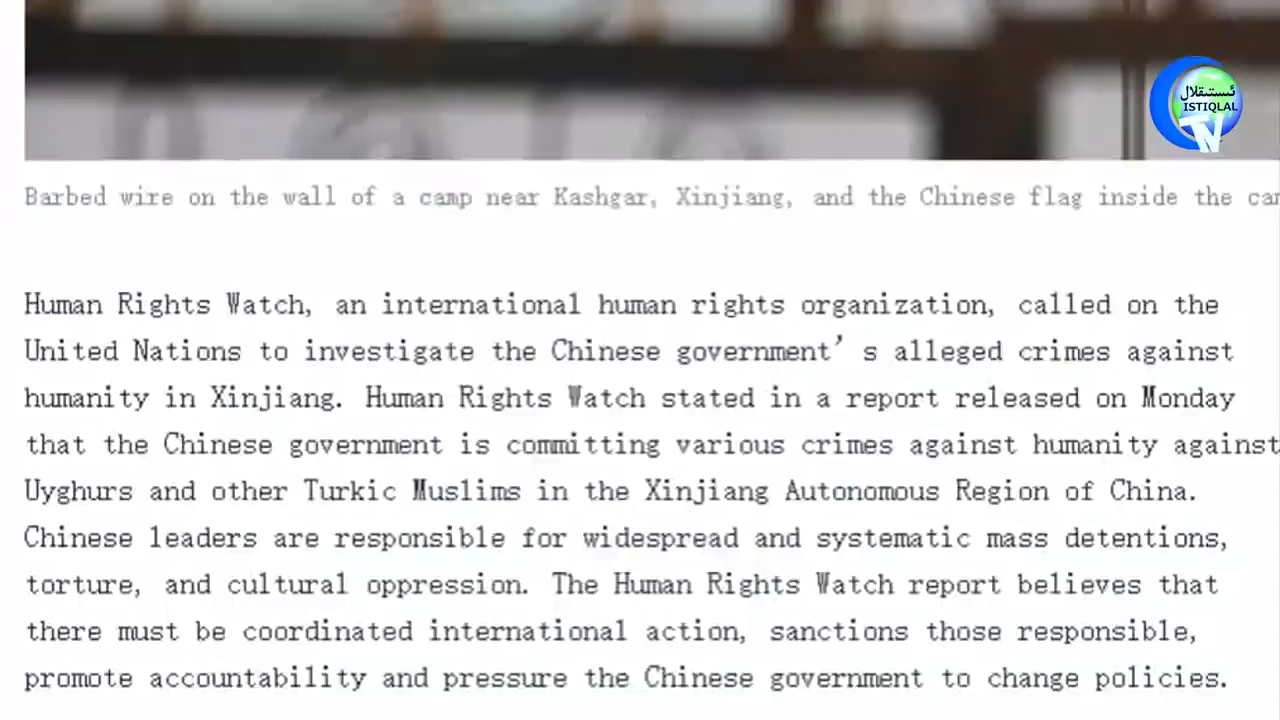 ئىستىقلال
ISTIQLAL
TV
Barbed wire on the wall of a camp near Kashgar, Xinjiang, and the Chinese flag inside the
Human Rights Watch, an international human rights organization, called on the
United Nations to investigate the Chinese government’s alleged crimes against
humanity in Xinjiang. Human Rights Watch stated in a report released on Monday
that the Chinese government is committing various crimes against humanity against
Uyghurs and other Turkic Muslims in the Xinjiang Autonomous Region of China.
Chinese leaders are responsible for widespread and systematic mass detentions,
torture, and cultural oppression. The Human Rights Watch report believes that
there must be coordinated international action, sanctions those responsible,
promote accountability and pressure the Chinese government to change policies.